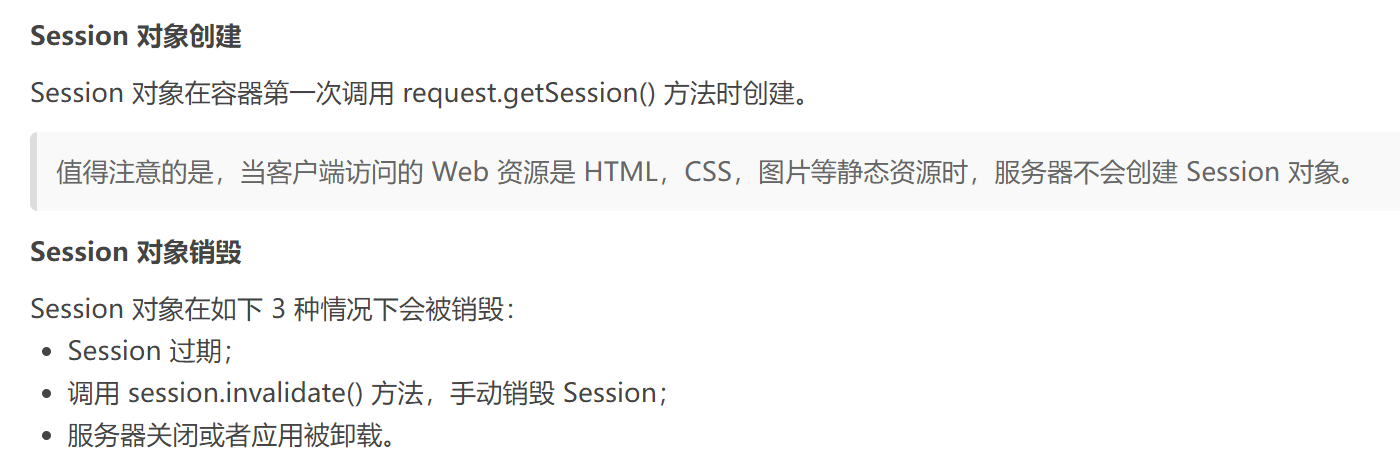 Session 对象创建
Session 对象在容器第一次调用 request.getSession() 方法时创建。
值得注意的是，当客户端访问的 Web 资源是 HTML，CSS，图片等静态资源时，服务器不会创建 Session 对象。
Session 对象销毁
Session 对象在如下 3 种情况下会被销毁：
• Session 过期；
• 调用 session.invalidate() 方法，手动销毁 Session；
• 服务器关闭或者应用被卸载。